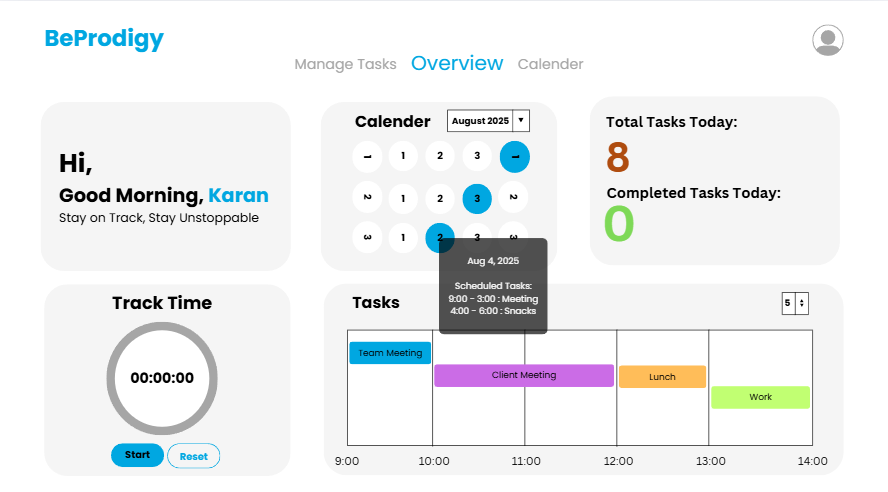 BeProdigy
Manage Tasks Overview Calender
Hi,
Good Morning, Karan
Stay on Track, Stay Unstoppable
Calender August 2025
1 1 2 3 1
2 1 2 3 2
3 1 2 3 3
Aug 4, 2025
Scheduled Tasks:
9:00 - 3:00 : Meeting
4:00 - 6:00 : Snacks
Total Tasks Today:
8
Completed Tasks Today:
0
Track Time
00:00:00
Start Reset
Tasks 5
Team Meeting
Client Meeting
Lunch
Work
9:00 10:00 11:00 12:00 13:00 14:00